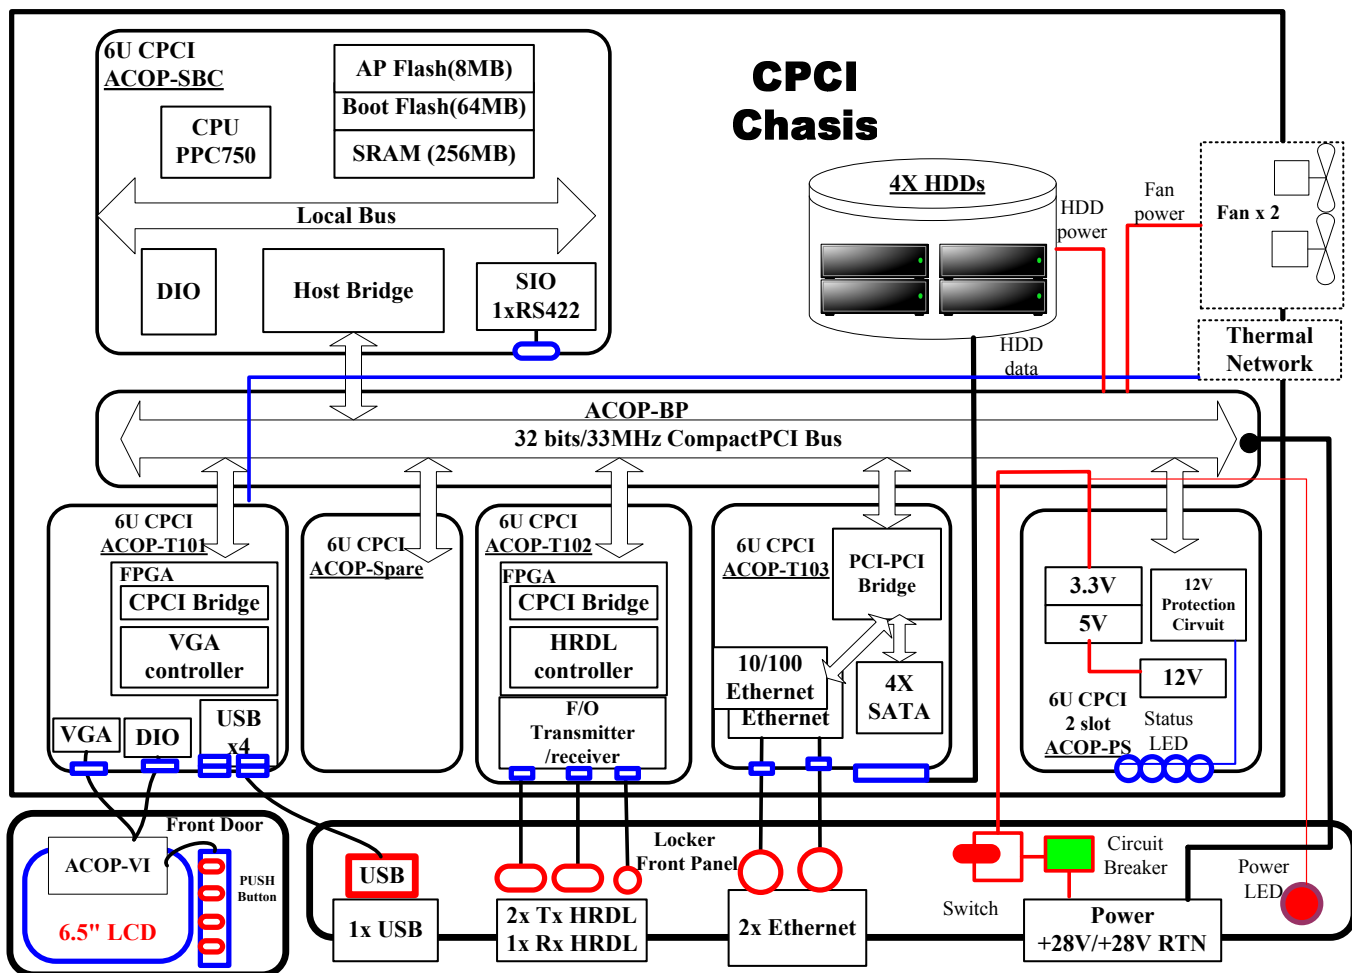 6U CPCI
ACOP-SBC
AP Flash(8MB)
Boot Flash(64MB)
SRAM (256MB)
CPU
PPC750
Local Bus
DIO
Host Bridge
SIO
1xRS422
CPCI
Chasis
4X HDDs
HDD
power
Fan
power
Fan x 2
Thermal
Network
HDD
data
ACOP-BP
32 bits/33MHz CompactPCI Bus
6U CPCI
ACOP-T101
FPGA
CPCI Bridge
VGA
controller
VGA
DIO
USB
x4
6U CPCI
ACOP-Spare
6U CPCI
ACOP-T102
FPGA
CPCI Bridge
HRDL
controller
F/O
Transmitter
/receiver
6U CPCI
ACOP-T103
PCI-PCI
Bridge
10/100
Ethernet
Ethernet
4X
SATA
3.3V
5V
12V
Protection
Cirvuit
12V
6U CPCI
2 slot
ACOP-PS
Status
LED
Front Door
ACOP-VI
6.5" LCD
PUSH
Button
USB
1x USB
Locker
Front Panel
2x Tx HRDL
1x Rx HRDL
2x Ethernet
Switch
Circuit
Breaker
Power
+28V/+28V RTN
Power
LED